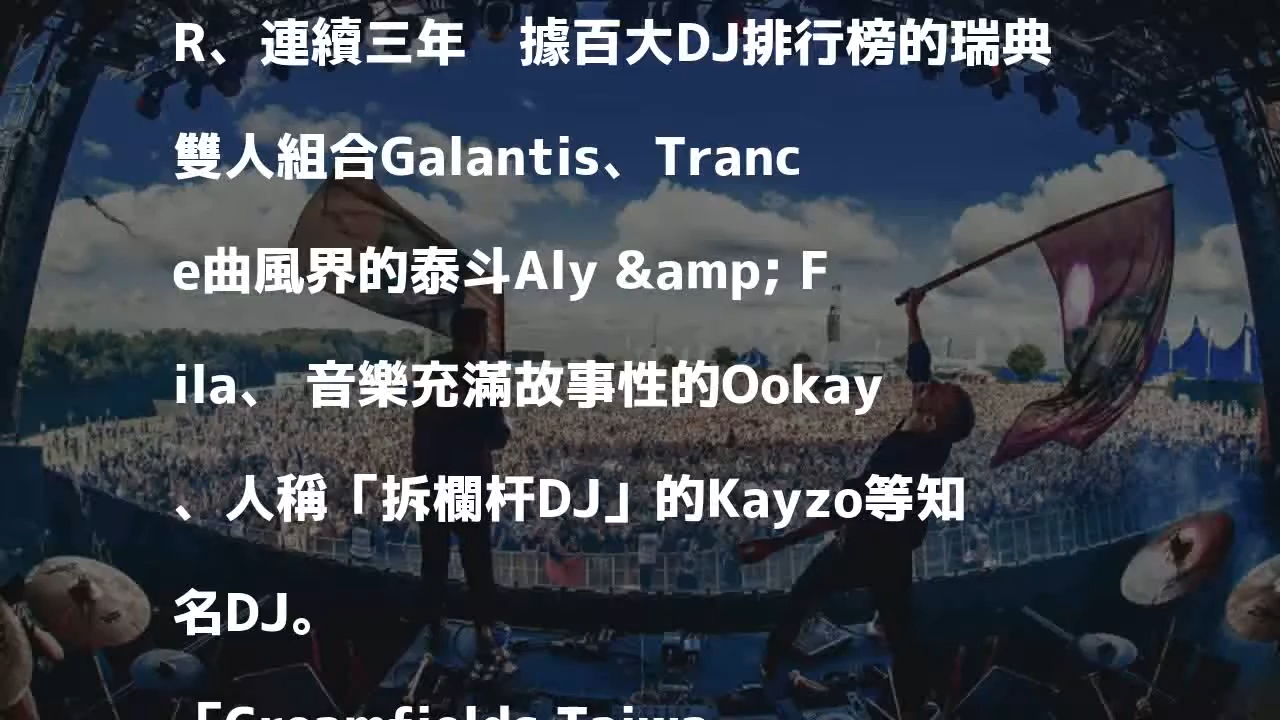 R、連續三年　據百大DJ排行榜的瑞典
雙人組合Galantis、Tranc
e曲風界的泰斗Aly &amp; F
ila、 音樂充滿故事性的Ookay
、人稱「拆欄杆DJ」的Kayzo等知
名DJ。
「Creamfields Taiwa